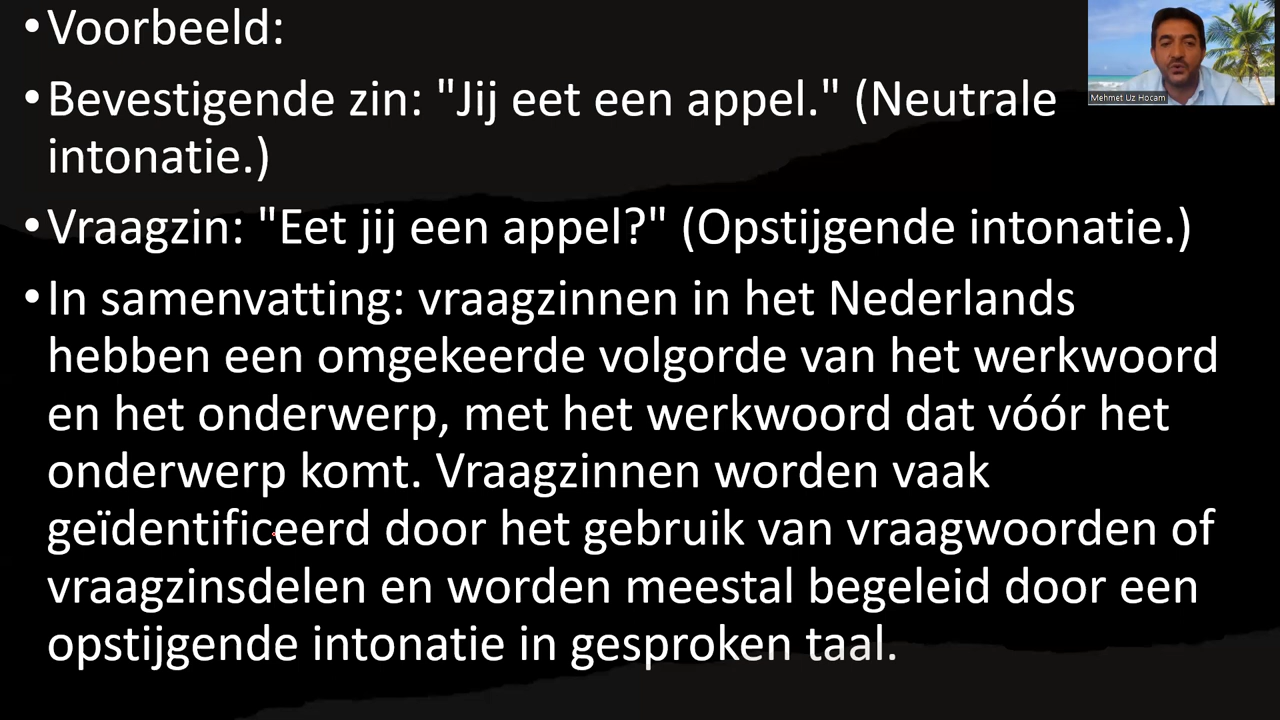 •Voorbeeld:
•Bevestigende zin: "Jij eet een appel." (Neutrale
intonatie.)
•Vraagzin: "Eet jij een appel?" (Opstijgende intonatie.)
•In samenvatting: vraagzinnen in het Nederlands
hebben een omgekeerde volgorde van het werkwoord
en het onderwerp, met het werkwoord dat vóór het
onderwerp komt. Vraagzinnen worden vaak
geïdentificeerd door het gebruik van vraagwoorden of
vraagzinsdelen en worden meestal begeleid door een
opstijgende intonatie in gesproken taal.
Mehmet Uz Hocam